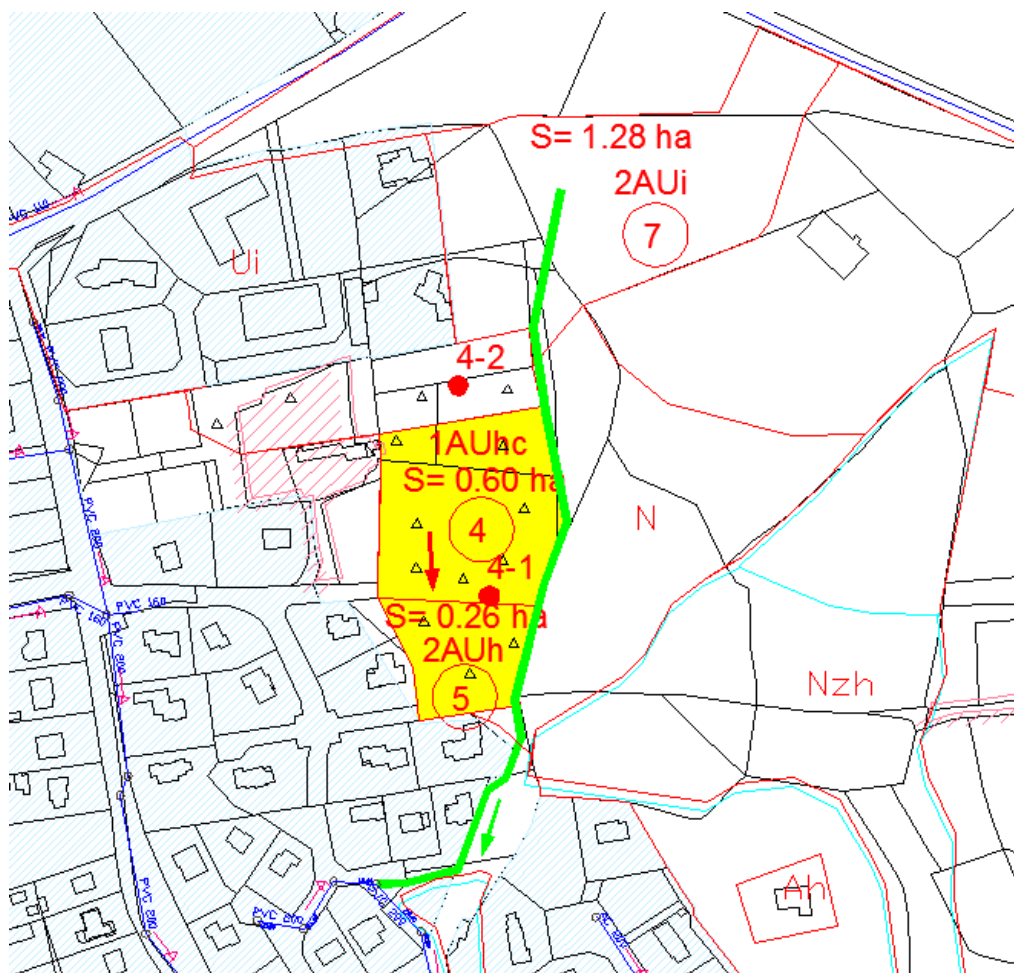 S= 1.28 ha
2AUi
7
Ui
4-2
1AUhc
S= 0.60 ha
4
N
4-1
S= 0.26 ha
2AUh
5
Nzh
PVC 160
PVC 200
Ah